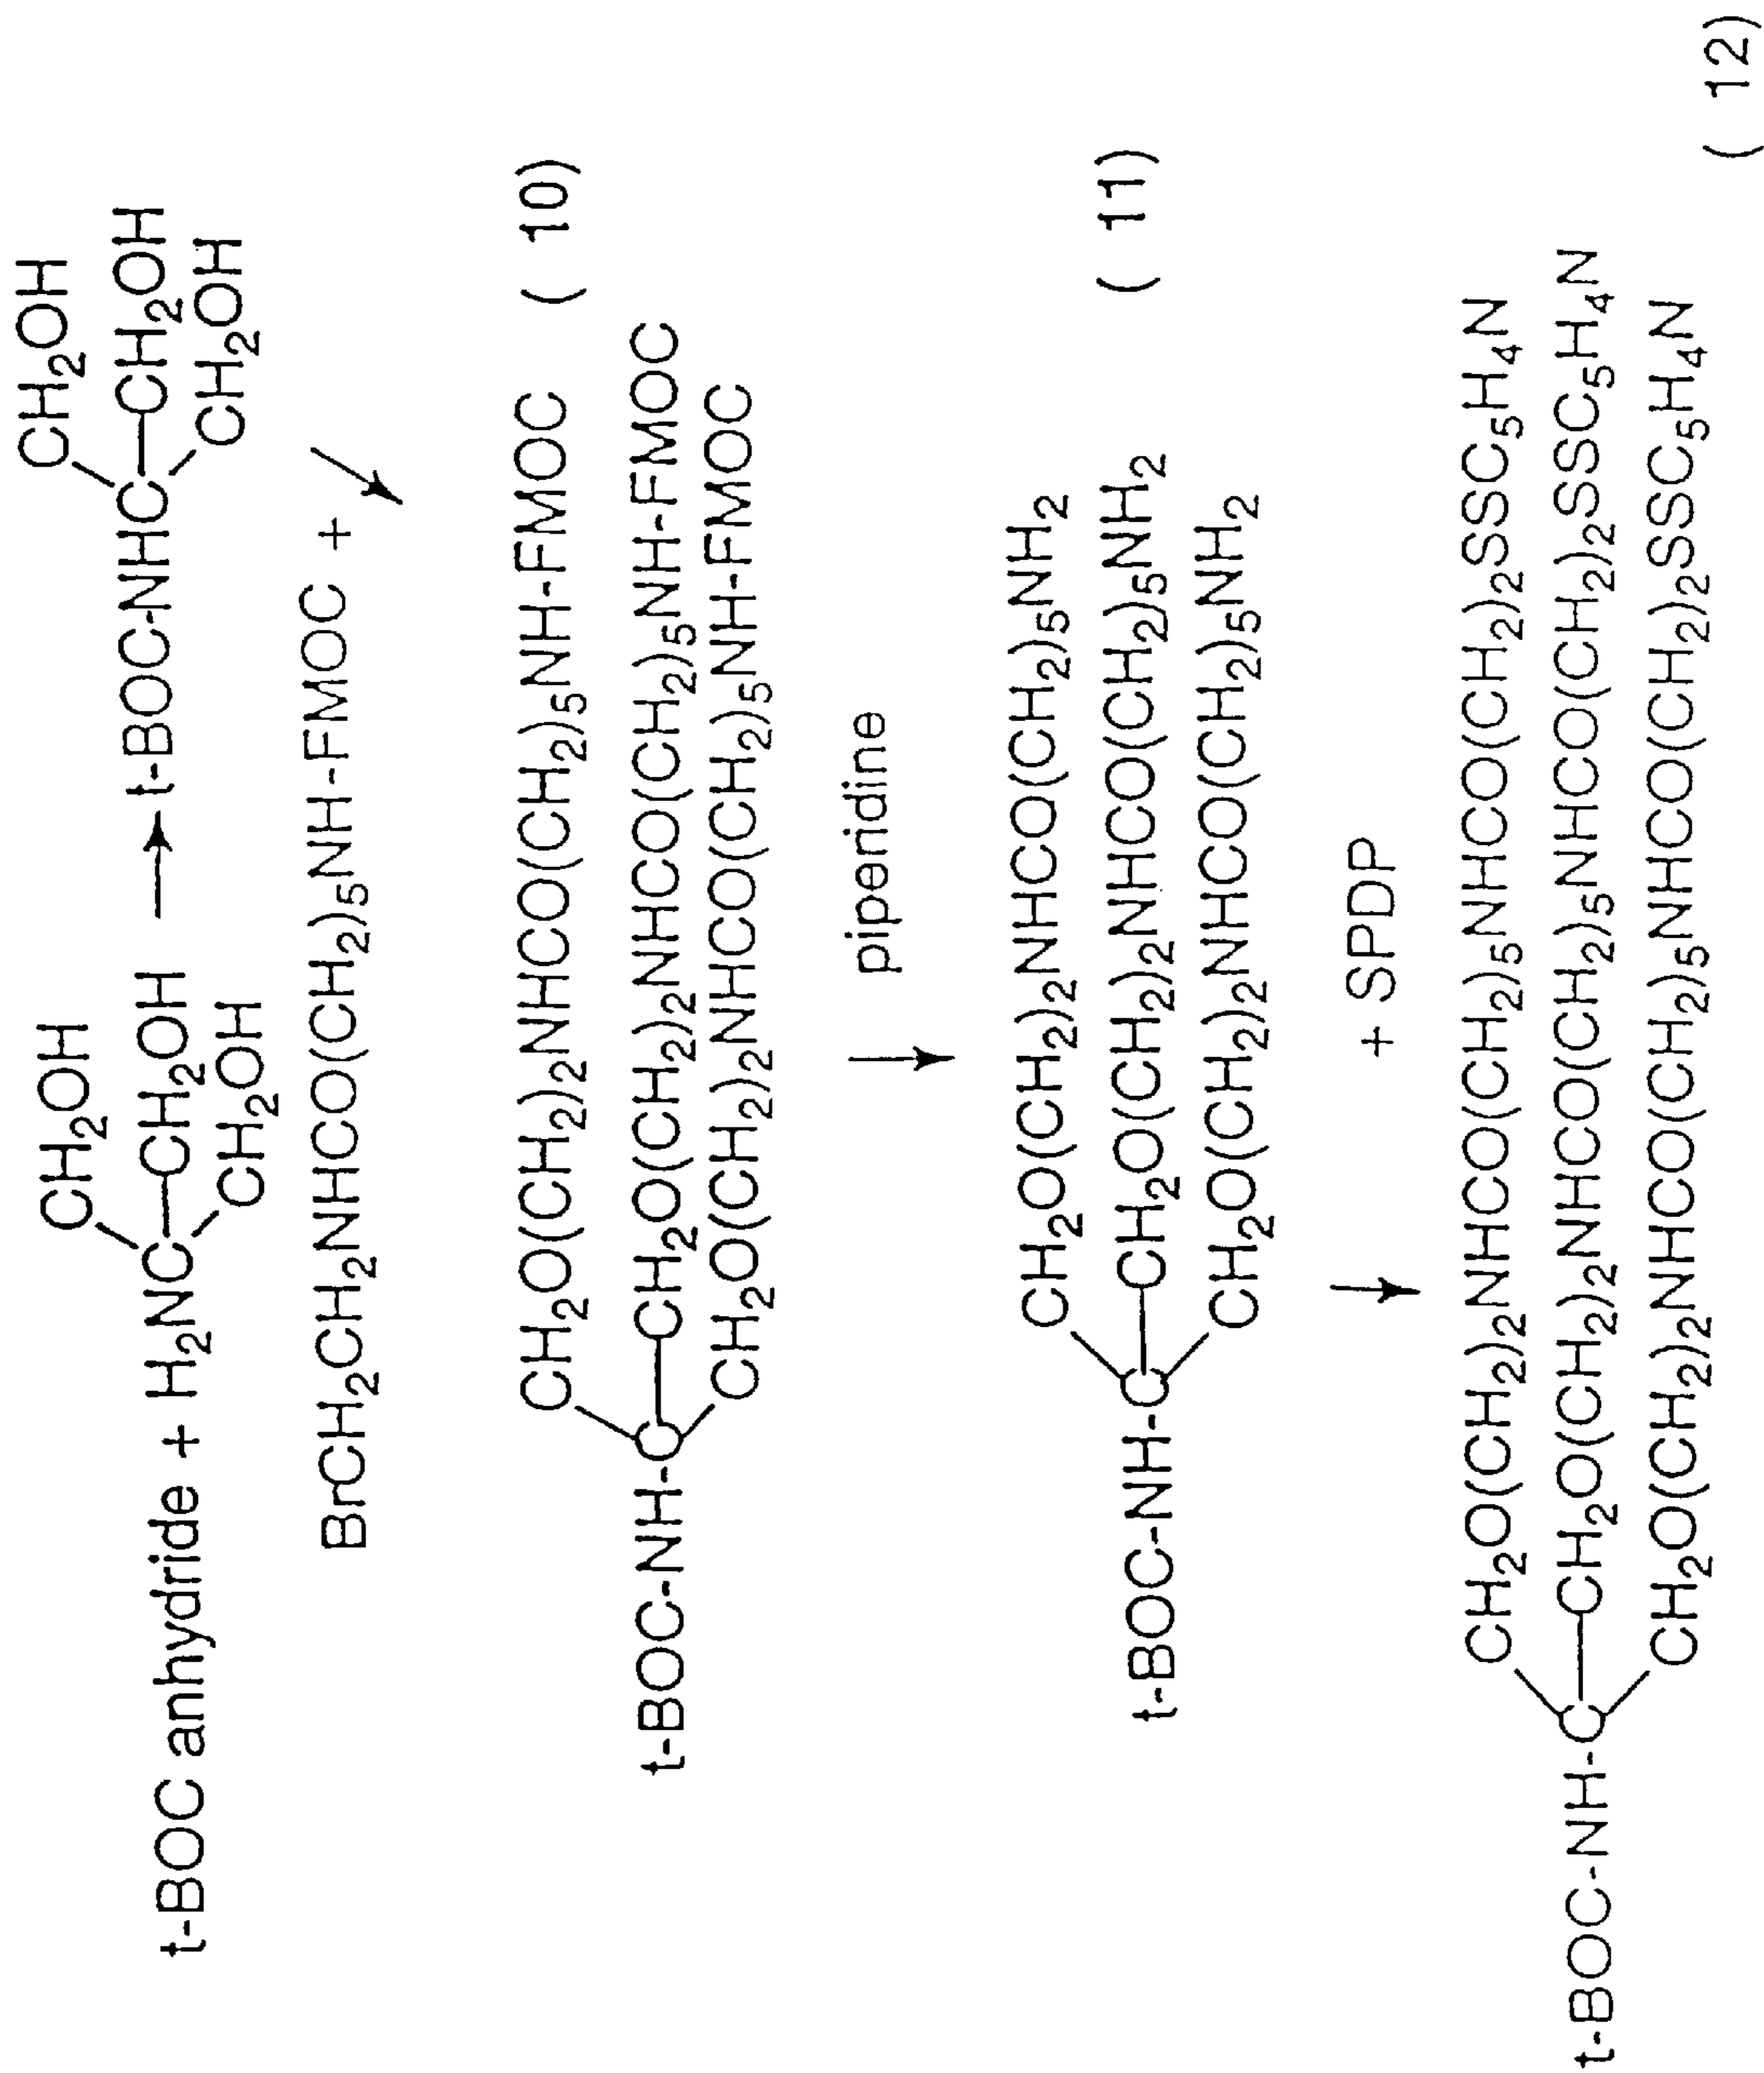 CH2OH CH2OH
t-BOC anhydride + H2NC—CH2OH → t-BOC-NHC—CH2OH
CH2OH CH2OH
BrCH2CH2NHCO(CH2)5NH-FMOC +
CH2O(CH2)2NHCO(CH2)5NH-FMOC ( 10)
t-BOC-NH-C—CH2O(CH2)2NHCO(CH2)5NH-FMOC
CH2O(CH2)2NHCO(CH2)5NH-FMOC
piperidine
CH2O(CH2)2NHCO(CH2)5NH2
t-BOC-NH-C—CH2O(CH2)2NHCO(CH2)5NH2 ( 11)
CH2O(CH2)2NHCO(CH2)5NH2
+ SPDP
CH2O(CH2)2NHCO(CH2)5NHCO(CH2)2SSC5H4N
t-BOC-NH-C—CH2O(CH2)2NHCO(CH2)5NHCO(CH2)2SSC5H4N
CH2O(CH2)2NHCO(CH2)5NHCO(CH2)2SSC5H4N
( 12)